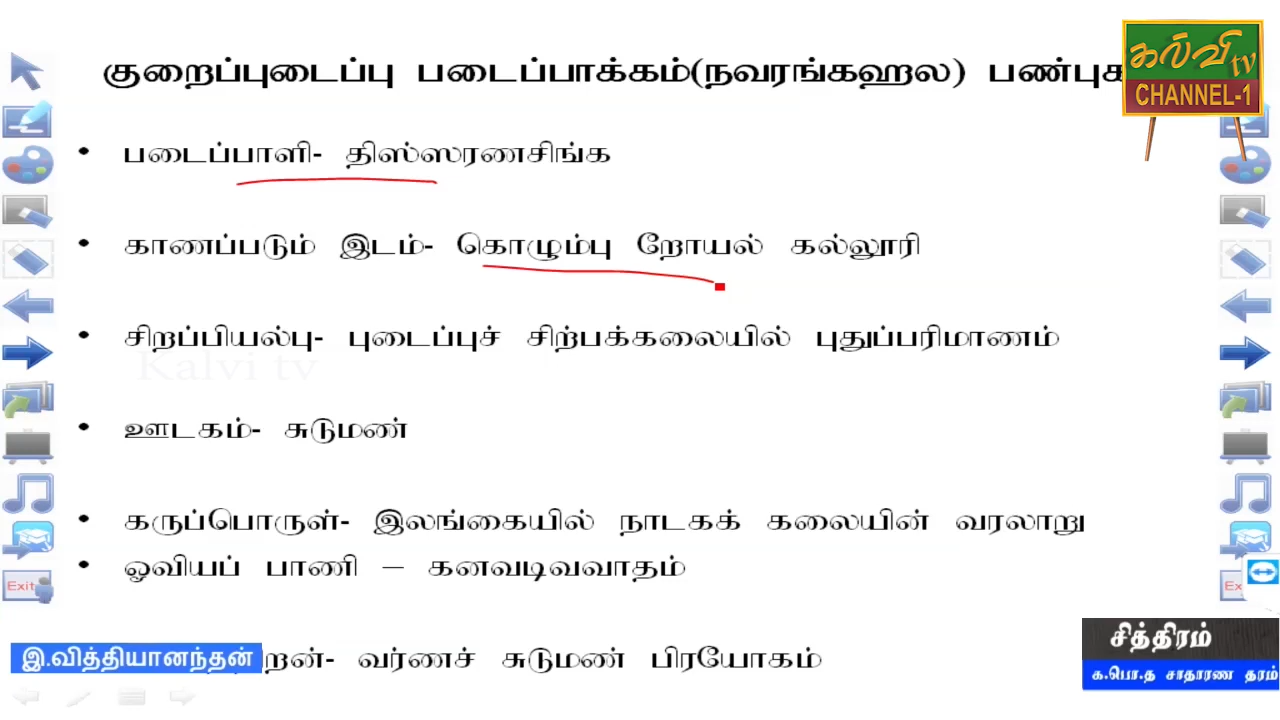 குறைப்புடைப்பு படைப்பாக்கம்(நவரங்கஹல) பண்புக
கல்வி tv
CHANNEL-1
• படைப்பாளி- திஸ்ஸரணசிங்க
• காணப்படும் இடம்- கொழும்பு றோயல் கல்லூரி
• சிறப்பியல்பு- புடைப்புச் சிற்பக்கலையில் புதுப்பரிமாணம்
Kalvi tv
• ஊடகம்- சுடுமண்
• கருப்பொருள்- இலங்கையில் நாடகக் கலையின் வரலாறு
• ஓவியப் பாணி – கனவடிவவாதம்
Exit
சித்திரம்
க.பொ.த சாதாரண தரம்
இ.வித்தியானந்தன்
றன்- வர்ணச் சுடுமண் பிரயோகம்